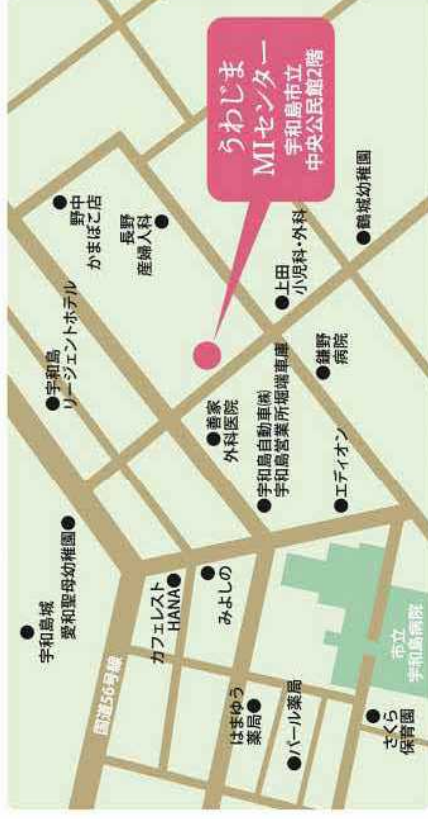 うわじま
MIセンター
宇和島市立
中央公民館2階
野中
かまぼこ店
長野
産婦人科
宇和島
リージェントホテル
上田
小児科・外科
鶴城幼稚園
善家
外科医院
宇和島自動車㈱
宇和島営業所堀端車庫
鎌野
病院
エディオン
宇和島城
愛和聖母幼稚園
国道56号線
カフェレスト
HANA
みよしの
はまゆう
薬局
パール薬局
市立
宇和島病院
さくら
保育園